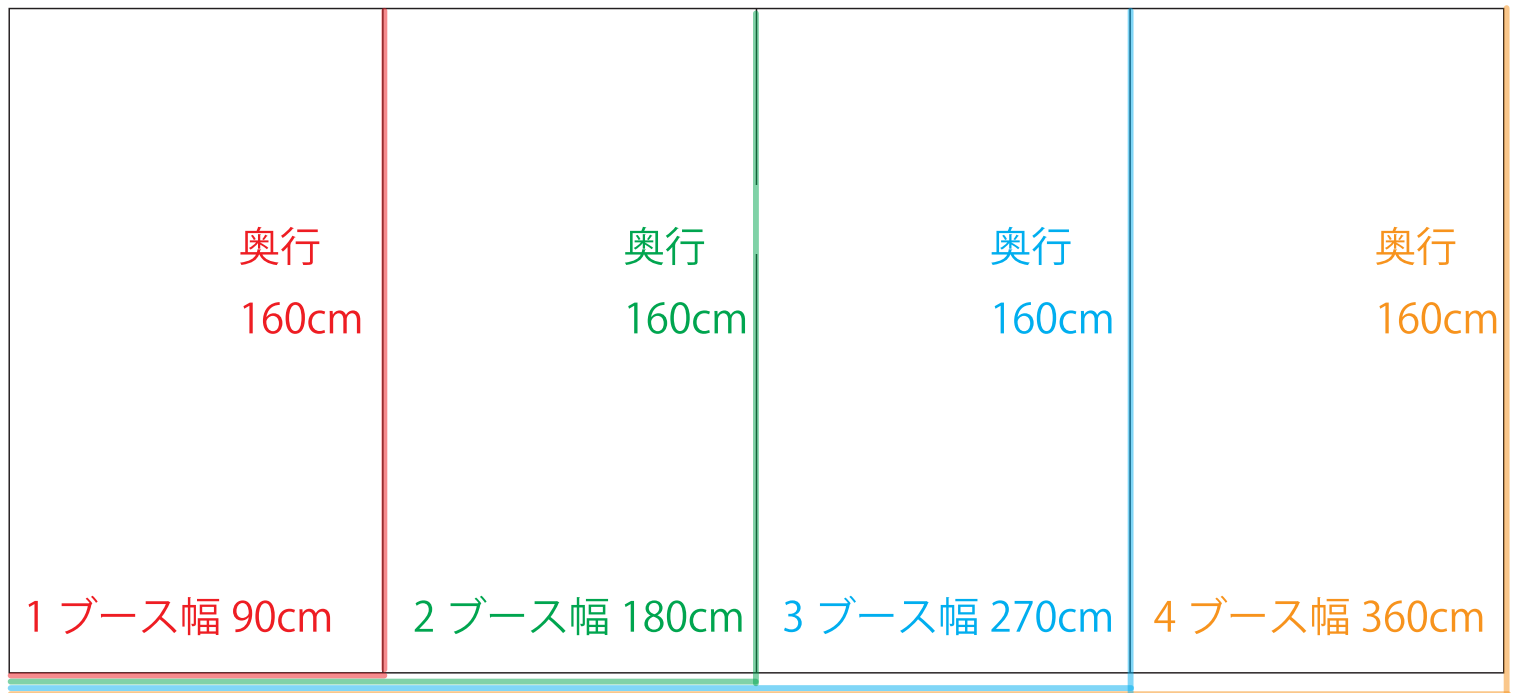 奥行
160cm
1 ブース幅 90cm
奥行
160cm
2 ブース幅 180cm
奥行
160cm
3 ブース幅 270cm
奥行
160cm
4 ブース幅 360cm